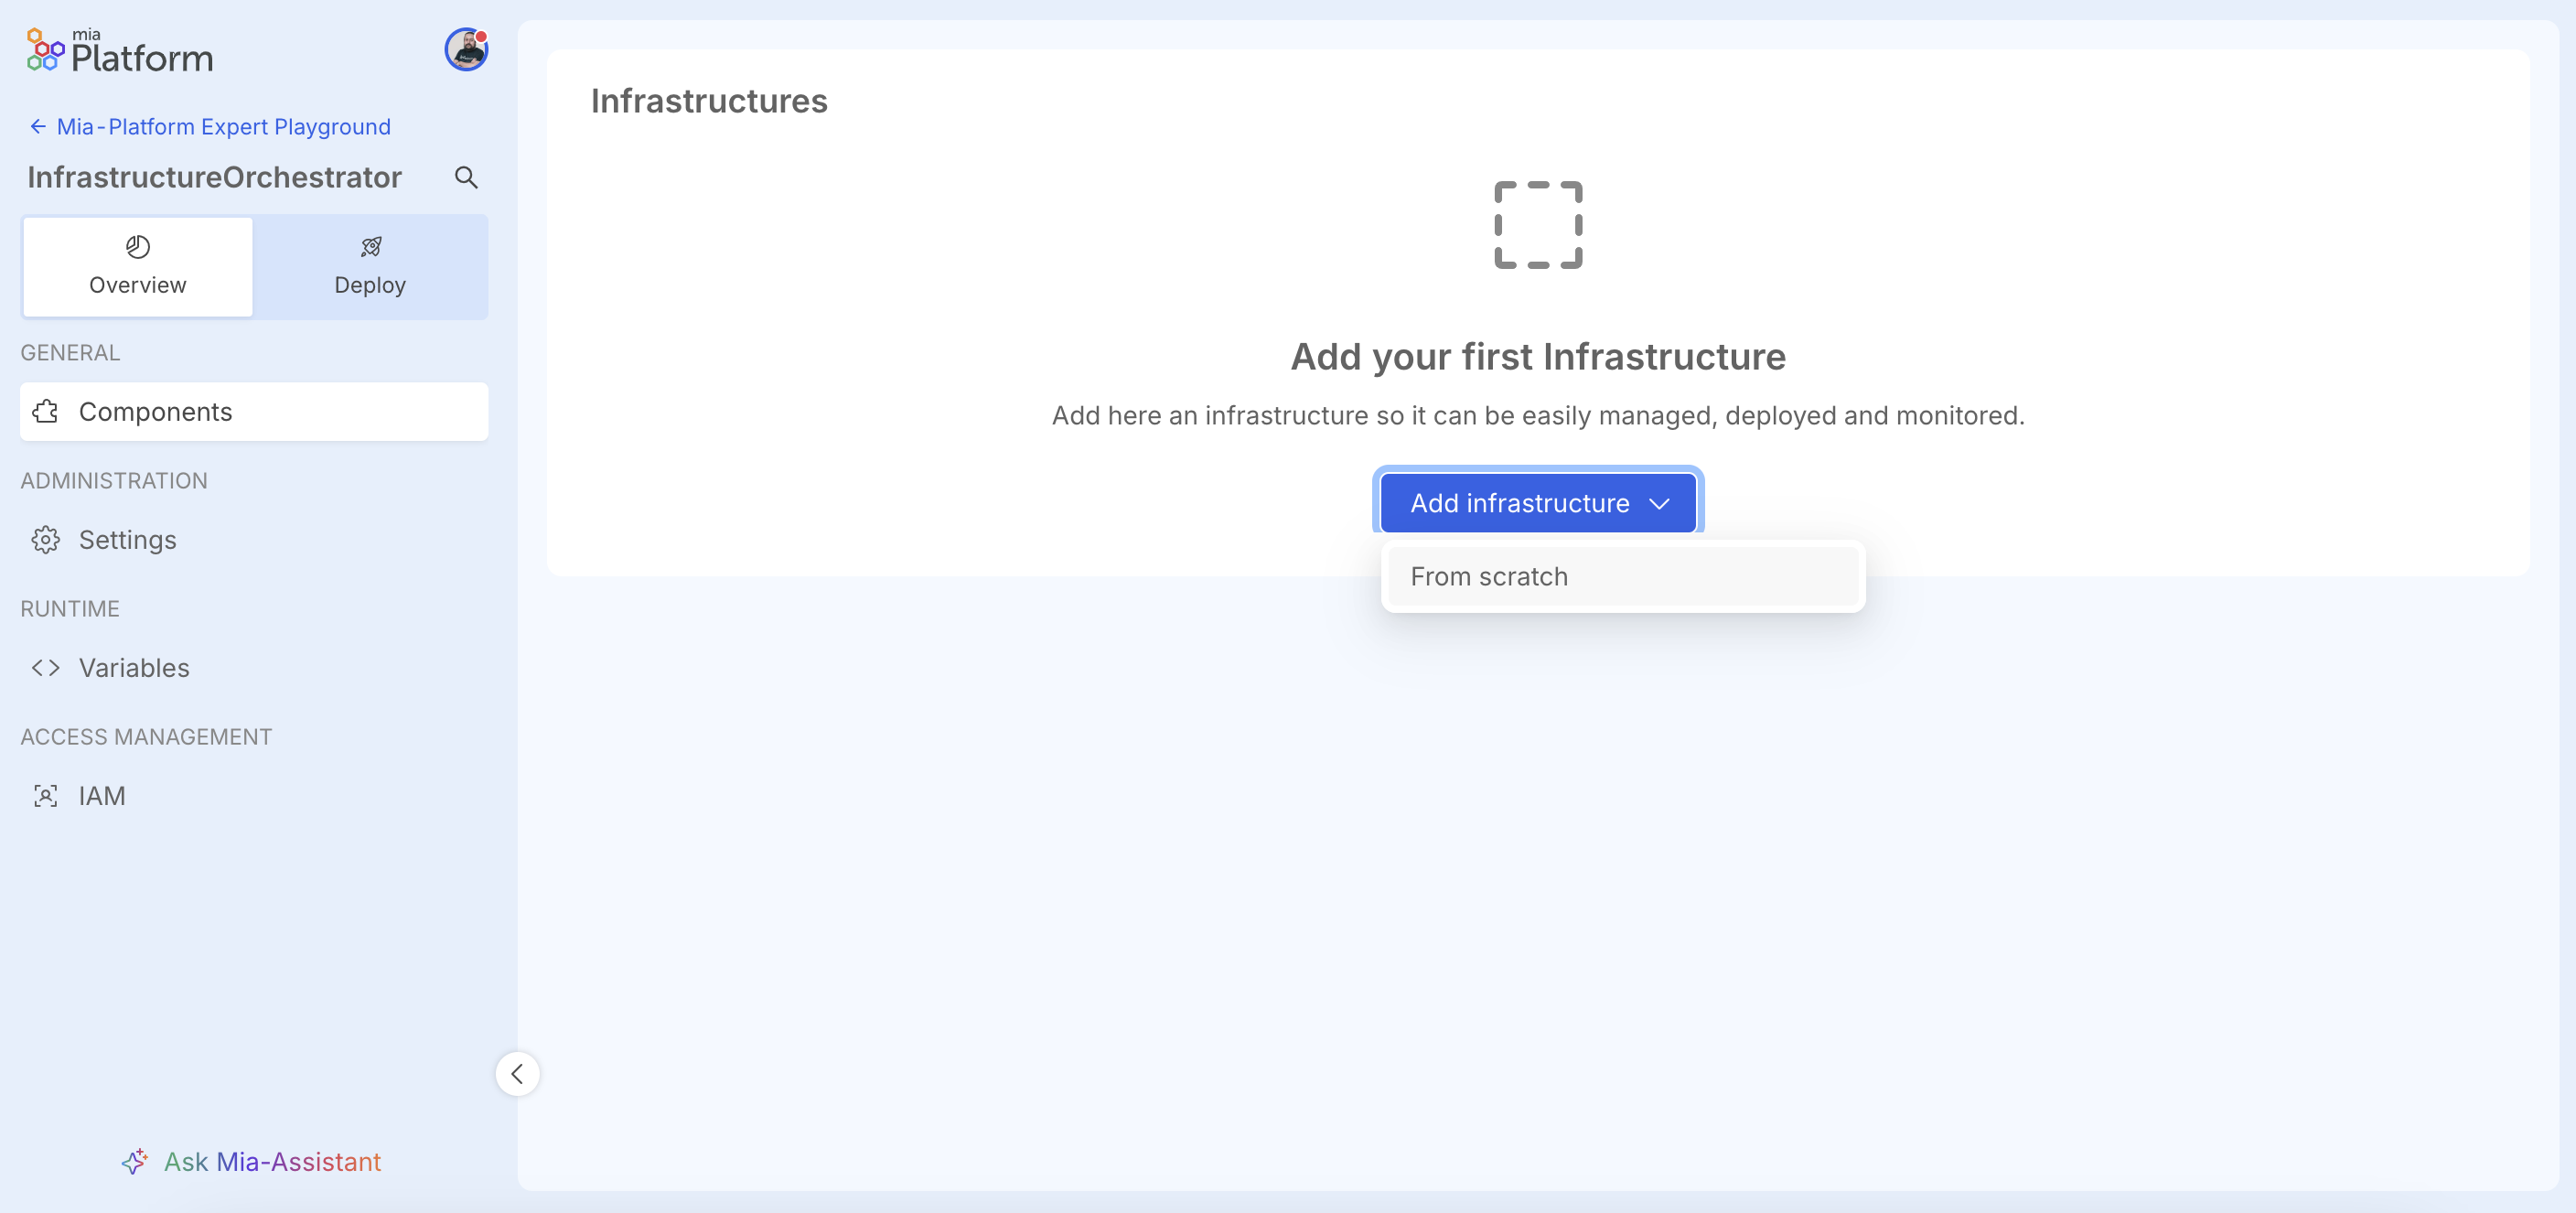 mia
Platform
Mia-Platform Expert Playground
InfrastructureOrchestrator
Overview
Deploy
GENERAL
Components
ADMINISTRATION
Settings
RUNTIME
Variables
ACCESS MANAGEMENT
IAM
Ask Mia-Assistant
Infrastructures
Add your first Infrastructure
Add here an infrastructure so it can be easily managed, deployed and monitored.
Add infrastructure
From scratch